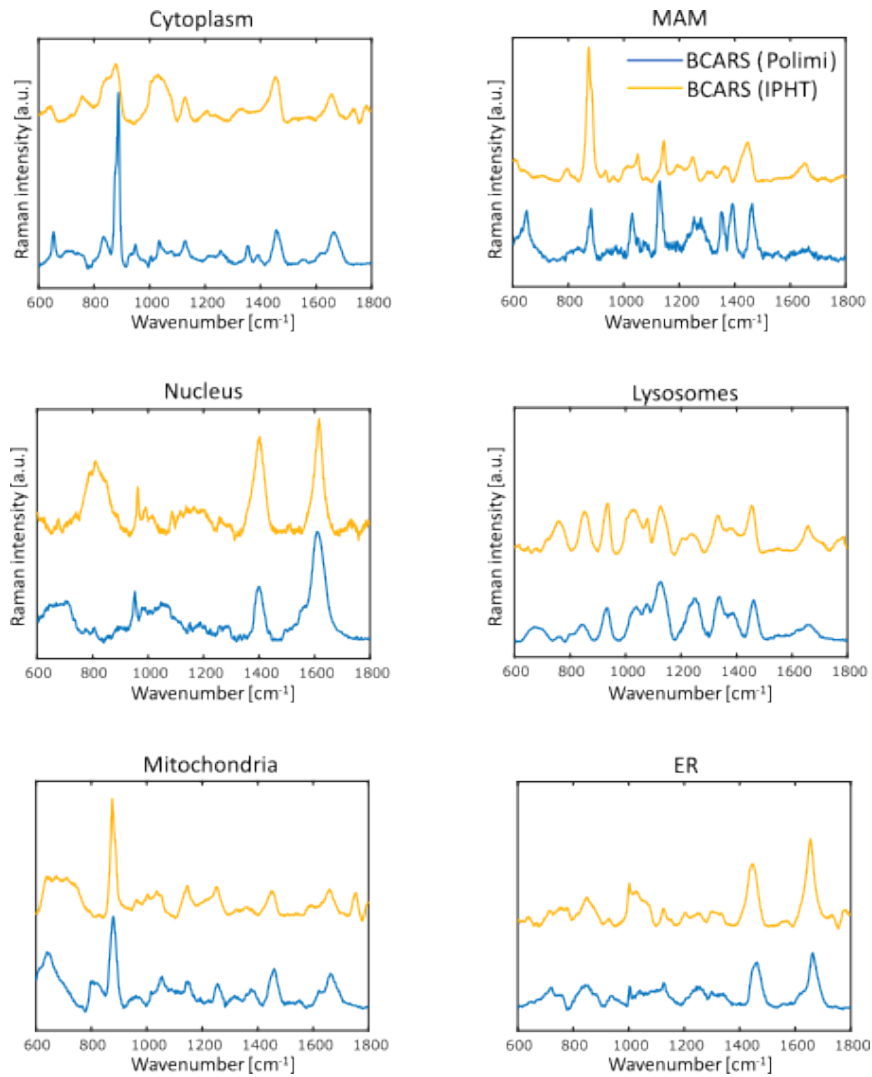 Cytoplasm
Raman intensity [a.u.]
600 800 1000 1200 1400 1600 1800
Wavenumber [cm-1]
MAM
BCARS (Polimi)
BCARS (IPHT)
Raman intensity [a.u.]
600 800 1000 1200 1400 1600 1800
Wavenumber [cm-1]
Nucleus
Raman intensity [a.u.]
600 800 1000 1200 1400 1600 1800
Wavenumber [cm-1]
Lysosomes
Raman intensity [a.u.]
600 800 1000 1200 1400 1600 1800
Wavenumber [cm-1]
Mitochondria
600 800 1000 1200 1400 1600 1800
Wavenumber [cm-1]
ER
600 800 1000 1200 1400 1600 1800
Wavenumber [cm-1]